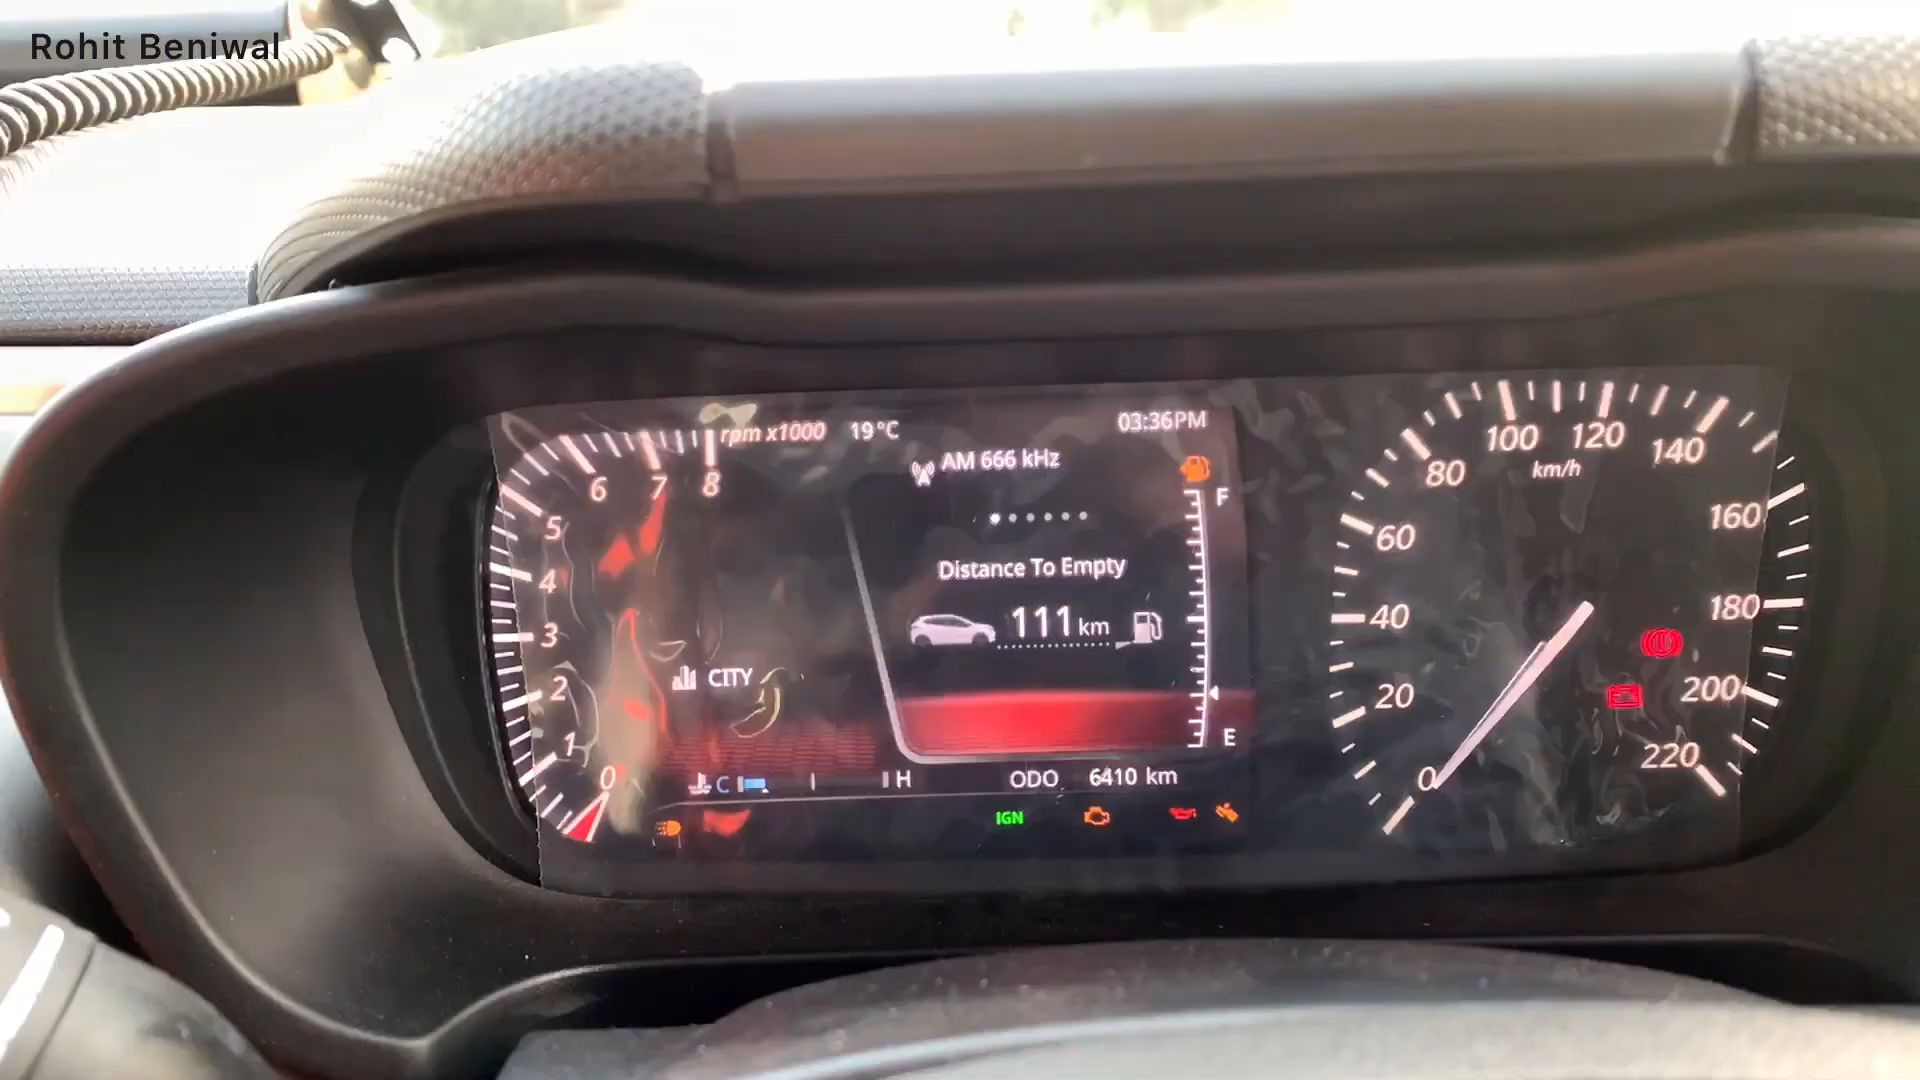 Rohit Beniwal
rpm x1000
19°C
03:36PM
AM 666 kHz
F
Distance To Empty
111 km
CITY
E
C
H
ODO 6410 km
IGN
0
1
2
3
4
5
6
7
8
km/h
0
20
40
60
80
100
120
140
160
180
200
220